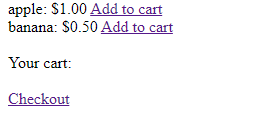 apple: $1.00 Add to cart
banana: $0.50 Add to cart
Your cart:
Checkout